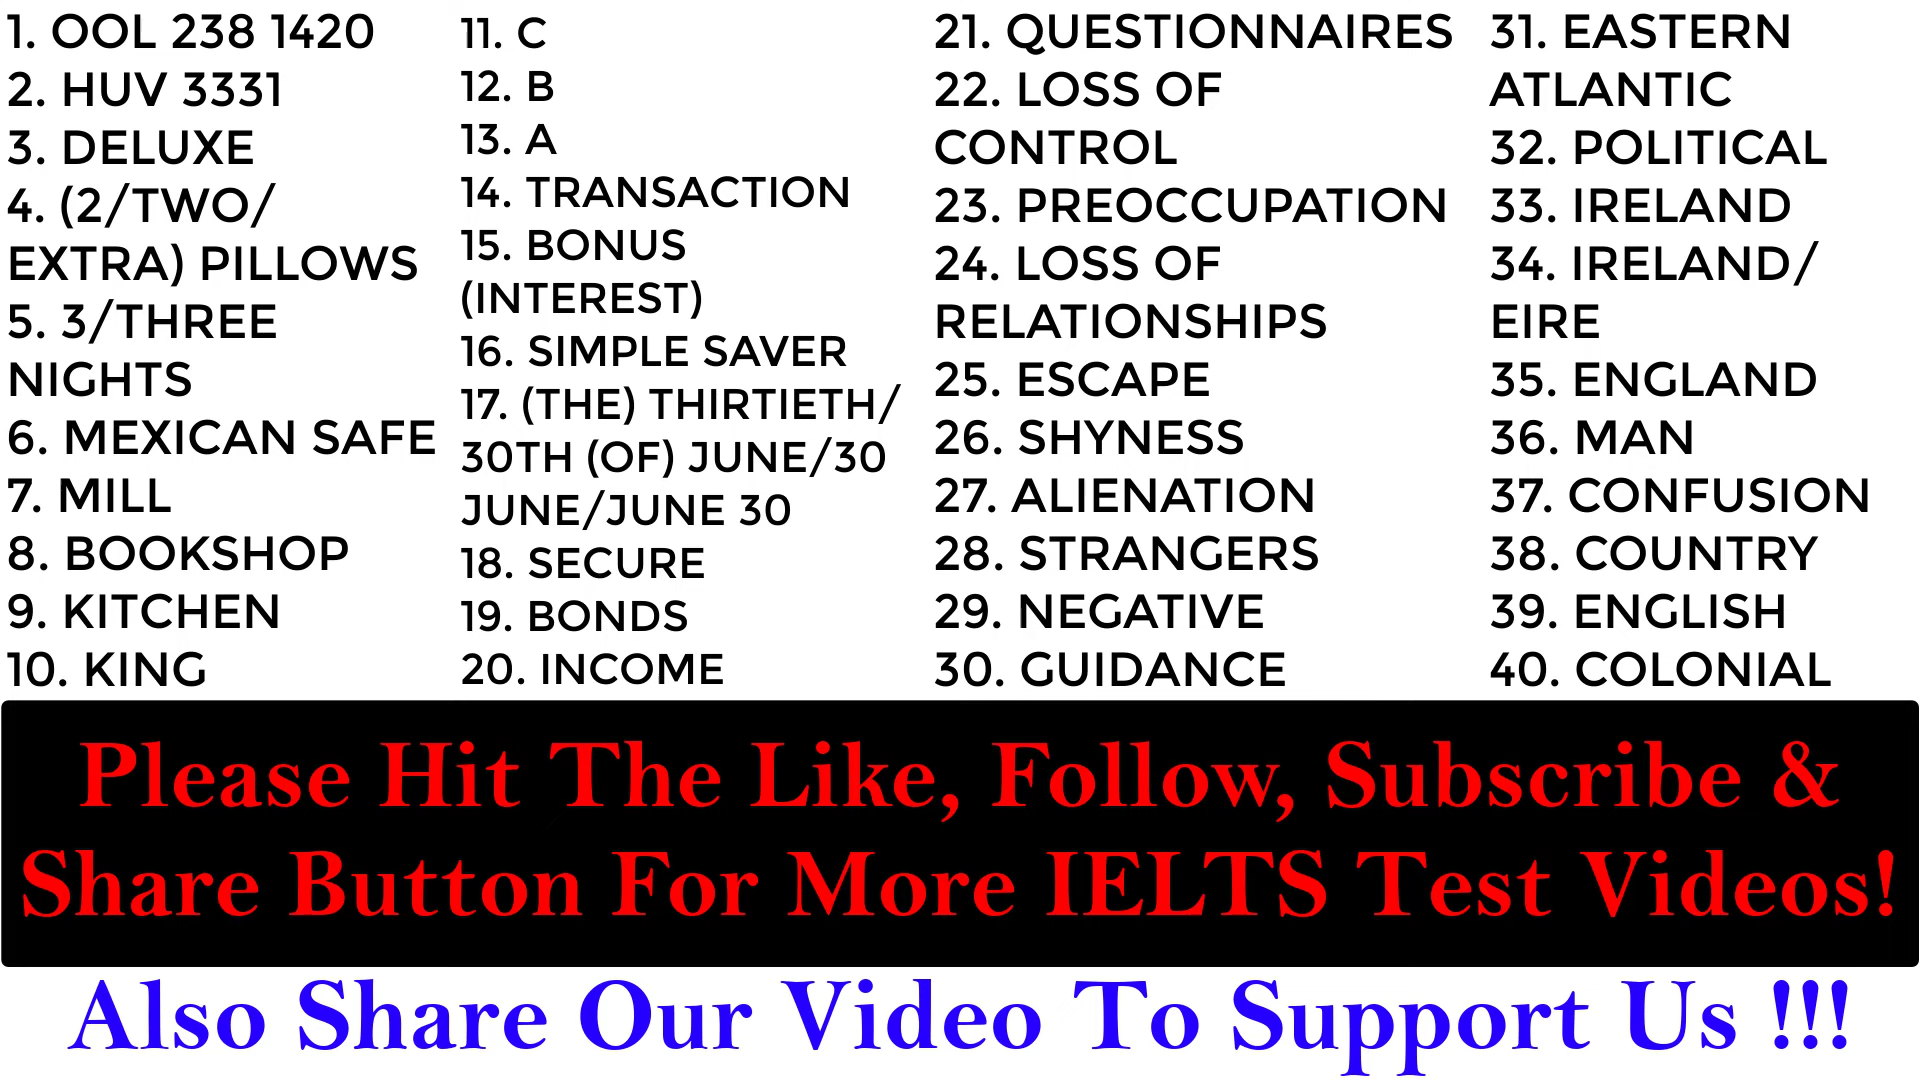 1. OOL 238 1420
2. HUV 3331
3. DELUXE
4. (2/TWO/
EXTRA) PILLOWS
5. 3/THREE
NIGHTS
6. MEXICAN SAFE
7. MILL
8. BOOKSHOP
9. KITCHEN
10. KING
11. C
12. B
13. A
14. TRANSACTION
15. BONUS
(INTEREST)
16. SIMPLE SAVER
17. (THE) THIRTIETH/
30TH (OF) JUNE/30
JUNE/JUNE 30
18. SECURE
19. BONDS
20. INCOME
21. QUESTIONNAIRES
22. LOSS OF
CONTROL
23. PREOCCUPATION
24. LOSS OF
RELATIONSHIPS
25. ESCAPE
26. SHYNESS
27. ALIENATION
28. STRANGERS
29. NEGATIVE
30. GUIDANCE
31. EASTERN
ATLANTIC
32. POLITICAL
33. IRELAND
34. IRELAND/
EIRE
35. ENGLAND
36. MAN
37. CONFUSION
38. COUNTRY
39. ENGLISH
40. COLONIAL
Please Hit The Like, Follow, Subscribe &
Share Button For More IELTS Test Videos!
Also Share Our Video To Support Us !!!